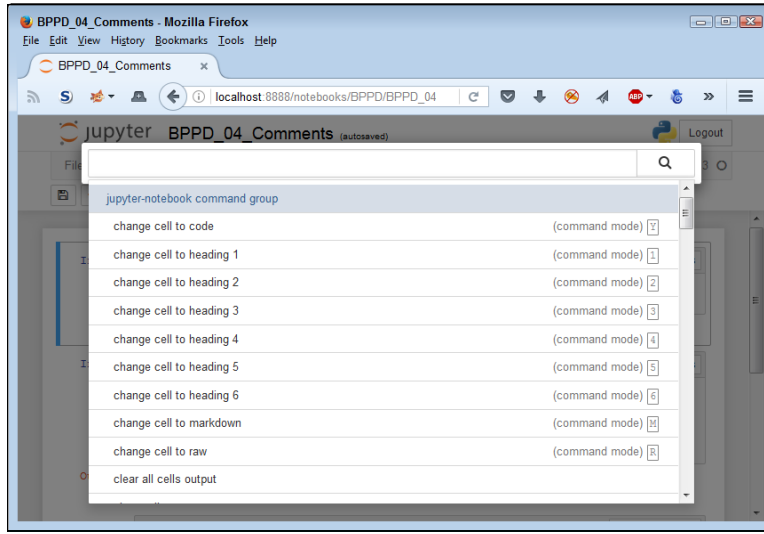 BPPD_04_Comments - Mozilla Firefox
File Edit View History Bookmarks Tools Help
BPPD_04_Comments ×
S) localhost:8888/notebooks/BPPD/BPPD_04 ABP »
jupyter BPPD_04_Comments (autosaved) Logout
File 3
jupyter-notebook command group
change cell to code (command mode) Y
change cell to heading 1 (command mode) 1
change cell to heading 2 (command mode) 2
change cell to heading 3 (command mode) 3
change cell to heading 4 (command mode) 4
change cell to heading 5 (command mode) 5
change cell to heading 6 (command mode) 6
change cell to markdown (command mode) M
change cell to raw (command mode) R
clear all cells output